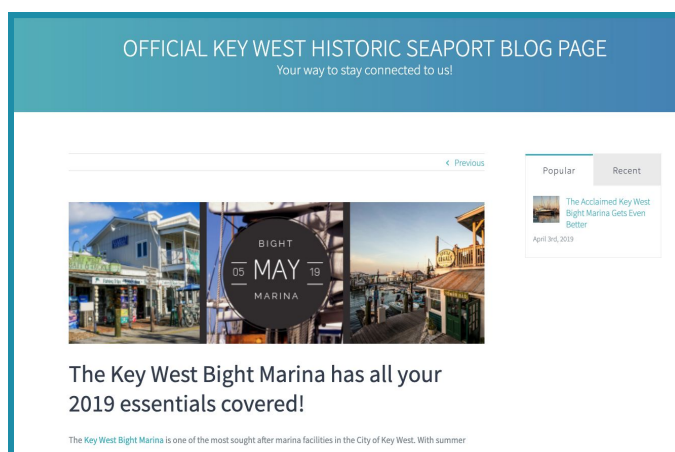 OFFICIAL KEY WEST HISTORIC SEAPORT BLOG PAGE
Your way to stay connected to us!
‹ Previous
Popular
Recent
The Acclaimed Key West
Bight Marina Gets Even
Better
April 3rd, 2019
BIGHT
05 MAY 19
MARINA
The Key West Bight Marina has all your
2019 essentials covered!
The Key West Bight Marina is one of the most sought after marina facilities in the City of Key West. With summer